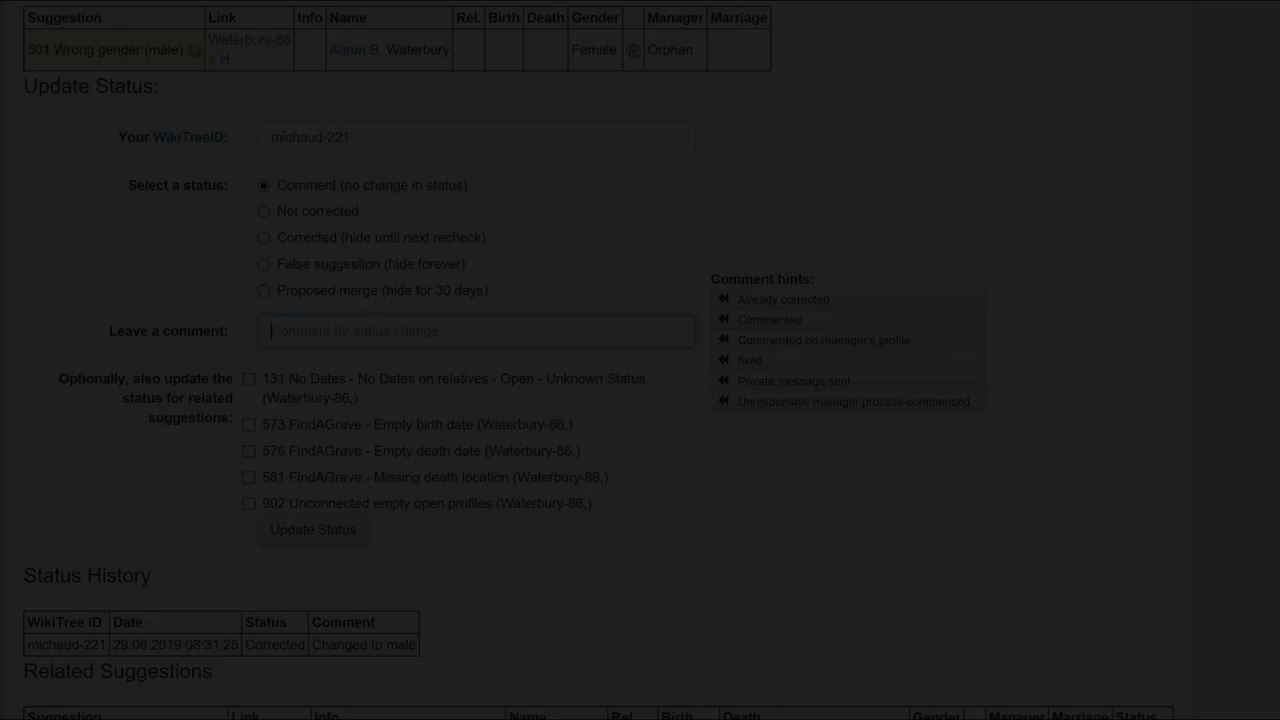 Suggestion Link Info Name Rel. Birth Death Gender Manager Marriage
501 Wrong gender (male) Waterbury-86 Aaron B. Waterbury Female @ Orphan
H
Update Status:
Your WikiTreeID: michaud-221
Select a status: Comment (no change in status)
Not corrected
Corrected (hide until next recheck)
False suggestion (hide forever)
Proposed merge (hide for 30 days)
Comment hints:
Already corrected
Commented
Commented on manager's profile
fixed
Private message sent
Unresponsive manager process commenced
Leave a comment: Comment for status change
Optionally, also update the status for related suggestions:
131 No Dates - No Dates on relatives - Open - Unknown Status
(Waterbury-86,)
573 FindAGrave - Empty birth date (Waterbury-86,)
576 FindAGrave - Empty death date (Waterbury-86,)
581 FindAGrave - Missing death location (Waterbury-86,)
902 Unconnected empty open profiles (Waterbury-86,)
Update Status
Status History
WikiTree ID Date Status Comment
michaud-221 29.06.2019 08:31:28 Corrected Changed to male
Related Suggestions
Suggestion Link Info Name Rel. Birth Death Gender Manager Marriage Status